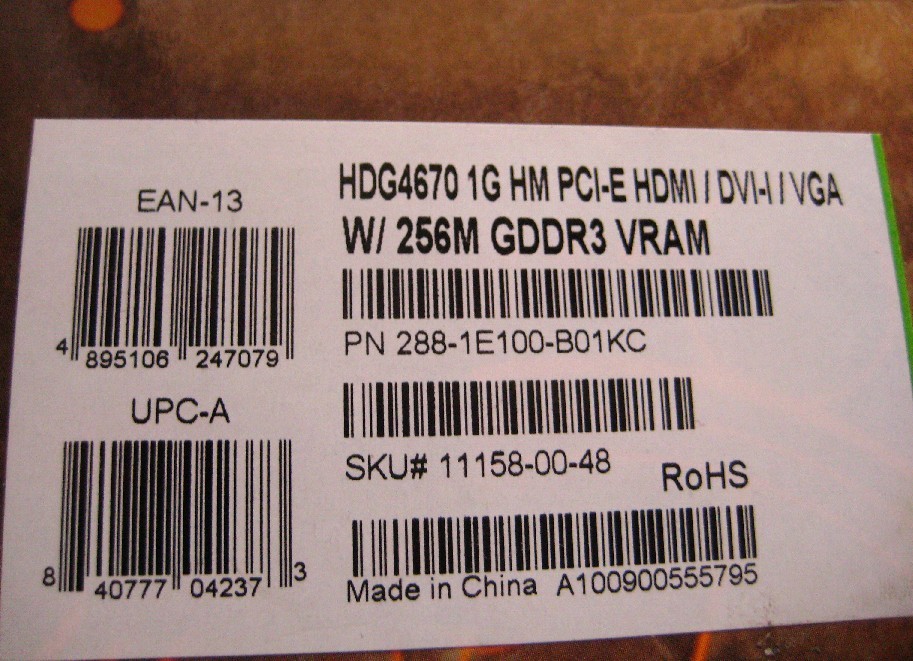 EAN-13
4 895106 247079
UPC-A
8 40777 04237 3
HDG4670 1G HM PCI-E HDMI / DVI-I / VGA
W/ 256M GDDR3 VRAM
PN 288-1E100-B01KC
SKU# 11158-00-48
RoHS
Made in China A100900555795